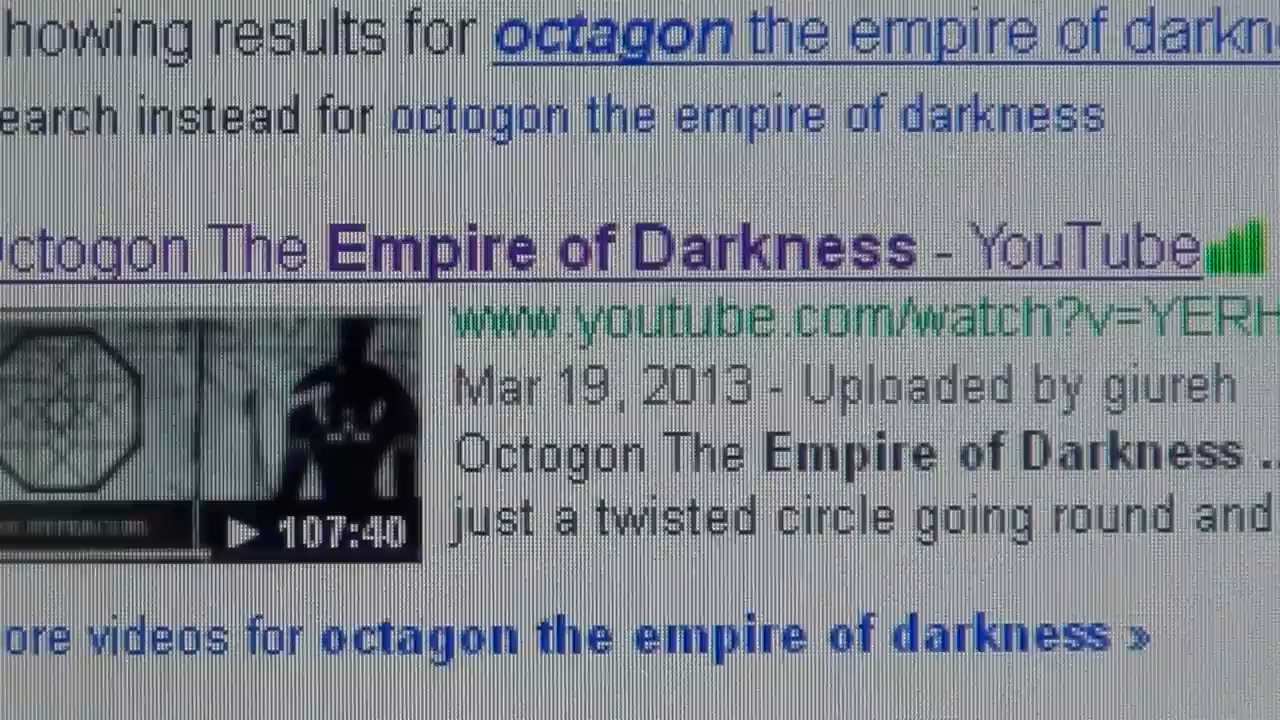 howing results for octagon the empire of darkn
earch instead for octogon the empire of darkness
ctogon The Empire of Darkness - YouTube
www.youtube.com/watch?v=YERH
Mar 19, 2013 - Uploaded by giureh
Octogon The Empire of Darkness ..
just a twisted circle going round and
107:40
ore videos for octagon the empire of darkness »